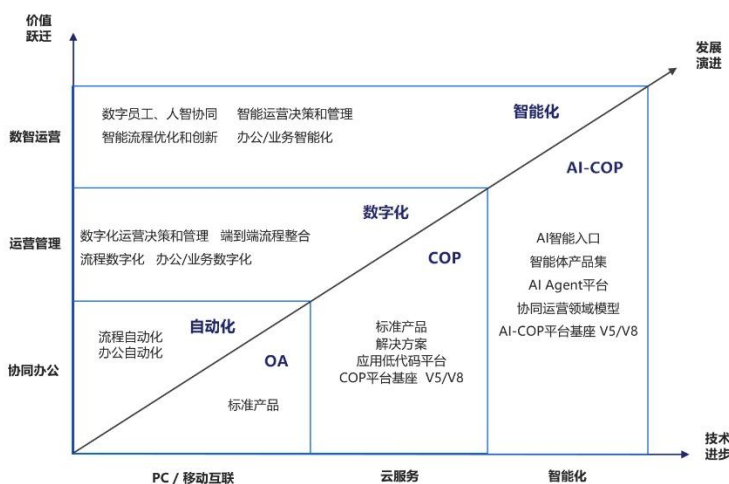 价值
跃迁
发展
演进
数字员工、人智协同 智能运营决策和管理
智能流程优化和创新 办公/业务智能化
智能化
数智运营
AI-COP
数字化
数字化运营决策和管理 端到端流程整合
流程数字化 办公/业务数字化
运营管理
COP
AI智能入口
智能体产品集
AI Agent平台
协同运营领域模型
AI-COP平台基座 V5/V8
自动化
流程自动化
办公自动化
协同办公
OA
标准产品
标准产品
解决方案
应用低代码平台
COP平台基座 V5/V8
技术
进步
PC / 移动互联
云服务
智能化